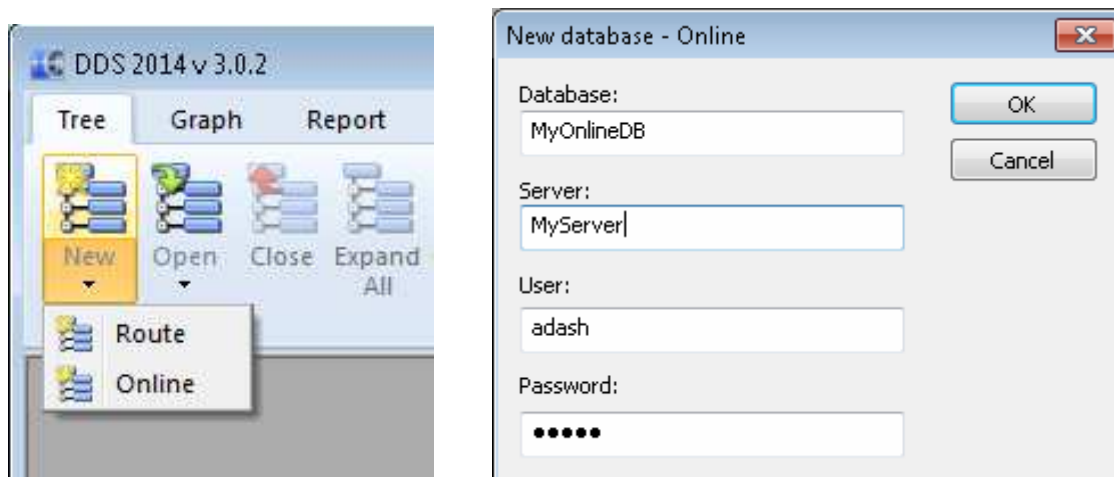 DDS 2014 v 3.0.2
Tree Graph Report
New Open Close Expand All
Route
Online
New database - Online
Database:
MyOnlineDB
OK
Cancel
Server:
MyServer
User:
adash
Password:
●●●●●